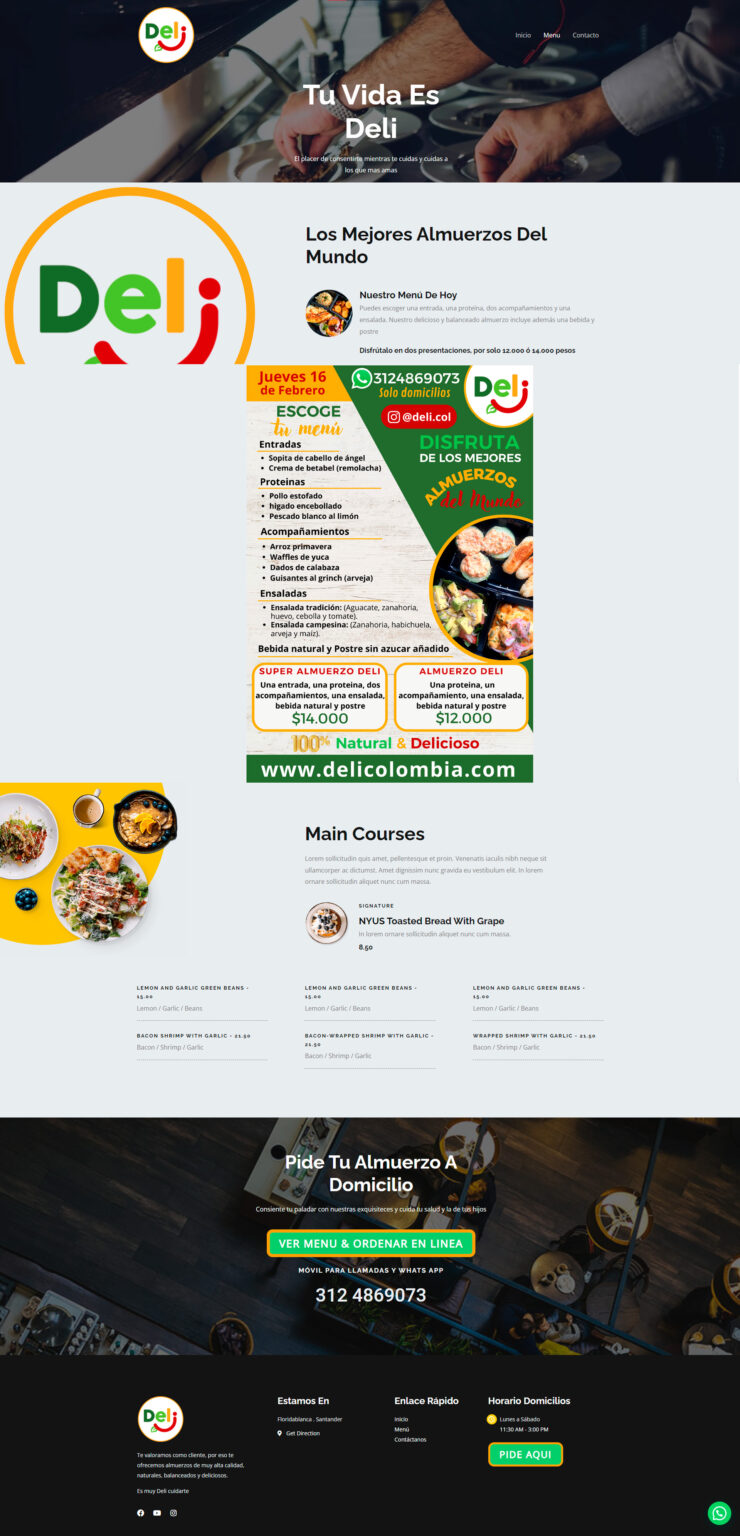 Deli
Inicio Menu Contacto
Tu Vida Es
Deli
El placer de consentirte mientras te cuidas y cuidas a
los que mas amas
Deli
Los Mejores Almuerzos Del
Mundo
Nuestro Menú De Hoy
Puedes escoger una entrada, una proteina, dos acompañamientos y una
ensalada. Nuestro delicioso y balanceado almuerzo incluye además una bebida y
postre
Disfrútalo en dos presentaciones, por solo 12.000 ó 14.000 pesos
Jueves 16
de Febrero
3124869073
Solo domicilios
Deli
@deli.col
ESCOGE
tu menú
DISFRUTA
DE LOS MEJORES
ALMUERZOS
del Mundo
Entradas
• Sopita de cabello de ángel
• Crema de betabel (remolacha)
Proteinas
• Pollo estofado
• higado encebollado
• Pescado blanco al limón
Acompañamientos
• Arroz primavera
• Waffles de yuca
• Dados de calabaza
• Guisantes al grinch (arveja)
Ensaladas
• Ensalada tradición: (Aguacate, zanahoria,
huevo, cebolla y tomate).
• Ensalada campesina: (Zanahoria, habichuela,
arveja y maiz).
Bebida natural y Postre sin azucar añadido
SUPER ALMUERZO DELI
Una entrada, una proteina, dos
acompañamientos, una ensalada,
bebida natural y postre
$14.000
ALMUERZO DELI
Una proteina, un
acompañamiento, una ensalada,
bebida natural y postre
$12.000
100% Natural & Delicioso
www.delicolombia.com
Main Courses
Lorem sollicitudin quis amet, pellentesque et proin. Venenatis iaculis nibh neque sit
ullamcorper ac dictumst. Amet dignissim nunc gravida eu vestibulum elit. In lorem
ornare sollicitudin aliquet nunc cum massa.
SIGNATURE
NYUS Toasted Bread With Grape
In lorem ornare sollicitudin aliquet nunc cum massa.
8.50
LEMON AND GARLIC GREEN BEANS -
15.00
Lemon / Garlic / Beans
LEMON AND GARLIC GREEN BEANS -
15.00
Lemon / Garlic / Beans
LEMON AND GARLIC GREEN BEANS -
15.00
Lemon / Garlic / Beans
BACON SHRIMP WITH GARLIC - 21.50
Bacon / Shrimp / Garlic
BACON-WRAPPED SHRIMP WITH GARLIC -
21.50
Bacon / Shrimp / Garlic
WRAPPED SHRIMP WITH GARLIC - 21.50
Bacon / Shrimp / Garlic
Pide Tu Almuerzo A
Domicilio
Consiente tu paladar con nuestras exquisiteces y cuida tu salud y la de tus hijos
VER MENU & ORDENAR EN LINEA
MÓVIL PARA LLAMADAS Y WHATS APP
312 4869073
Deli
Te valoramos como cliente, por eso te
ofrecemos almuerzos de muy alta calidad,
naturales, balanceados y deliciosos.
Es muy Deli cuidarte
Estamos En
Floridablanca . Santander
Get Direction
Enlace Rápido
Inicio
Menú
Contáctanos
Horario Domicilios
Lunes a Sábado
11:30 AM - 3:00 PM
PIDE AQUI